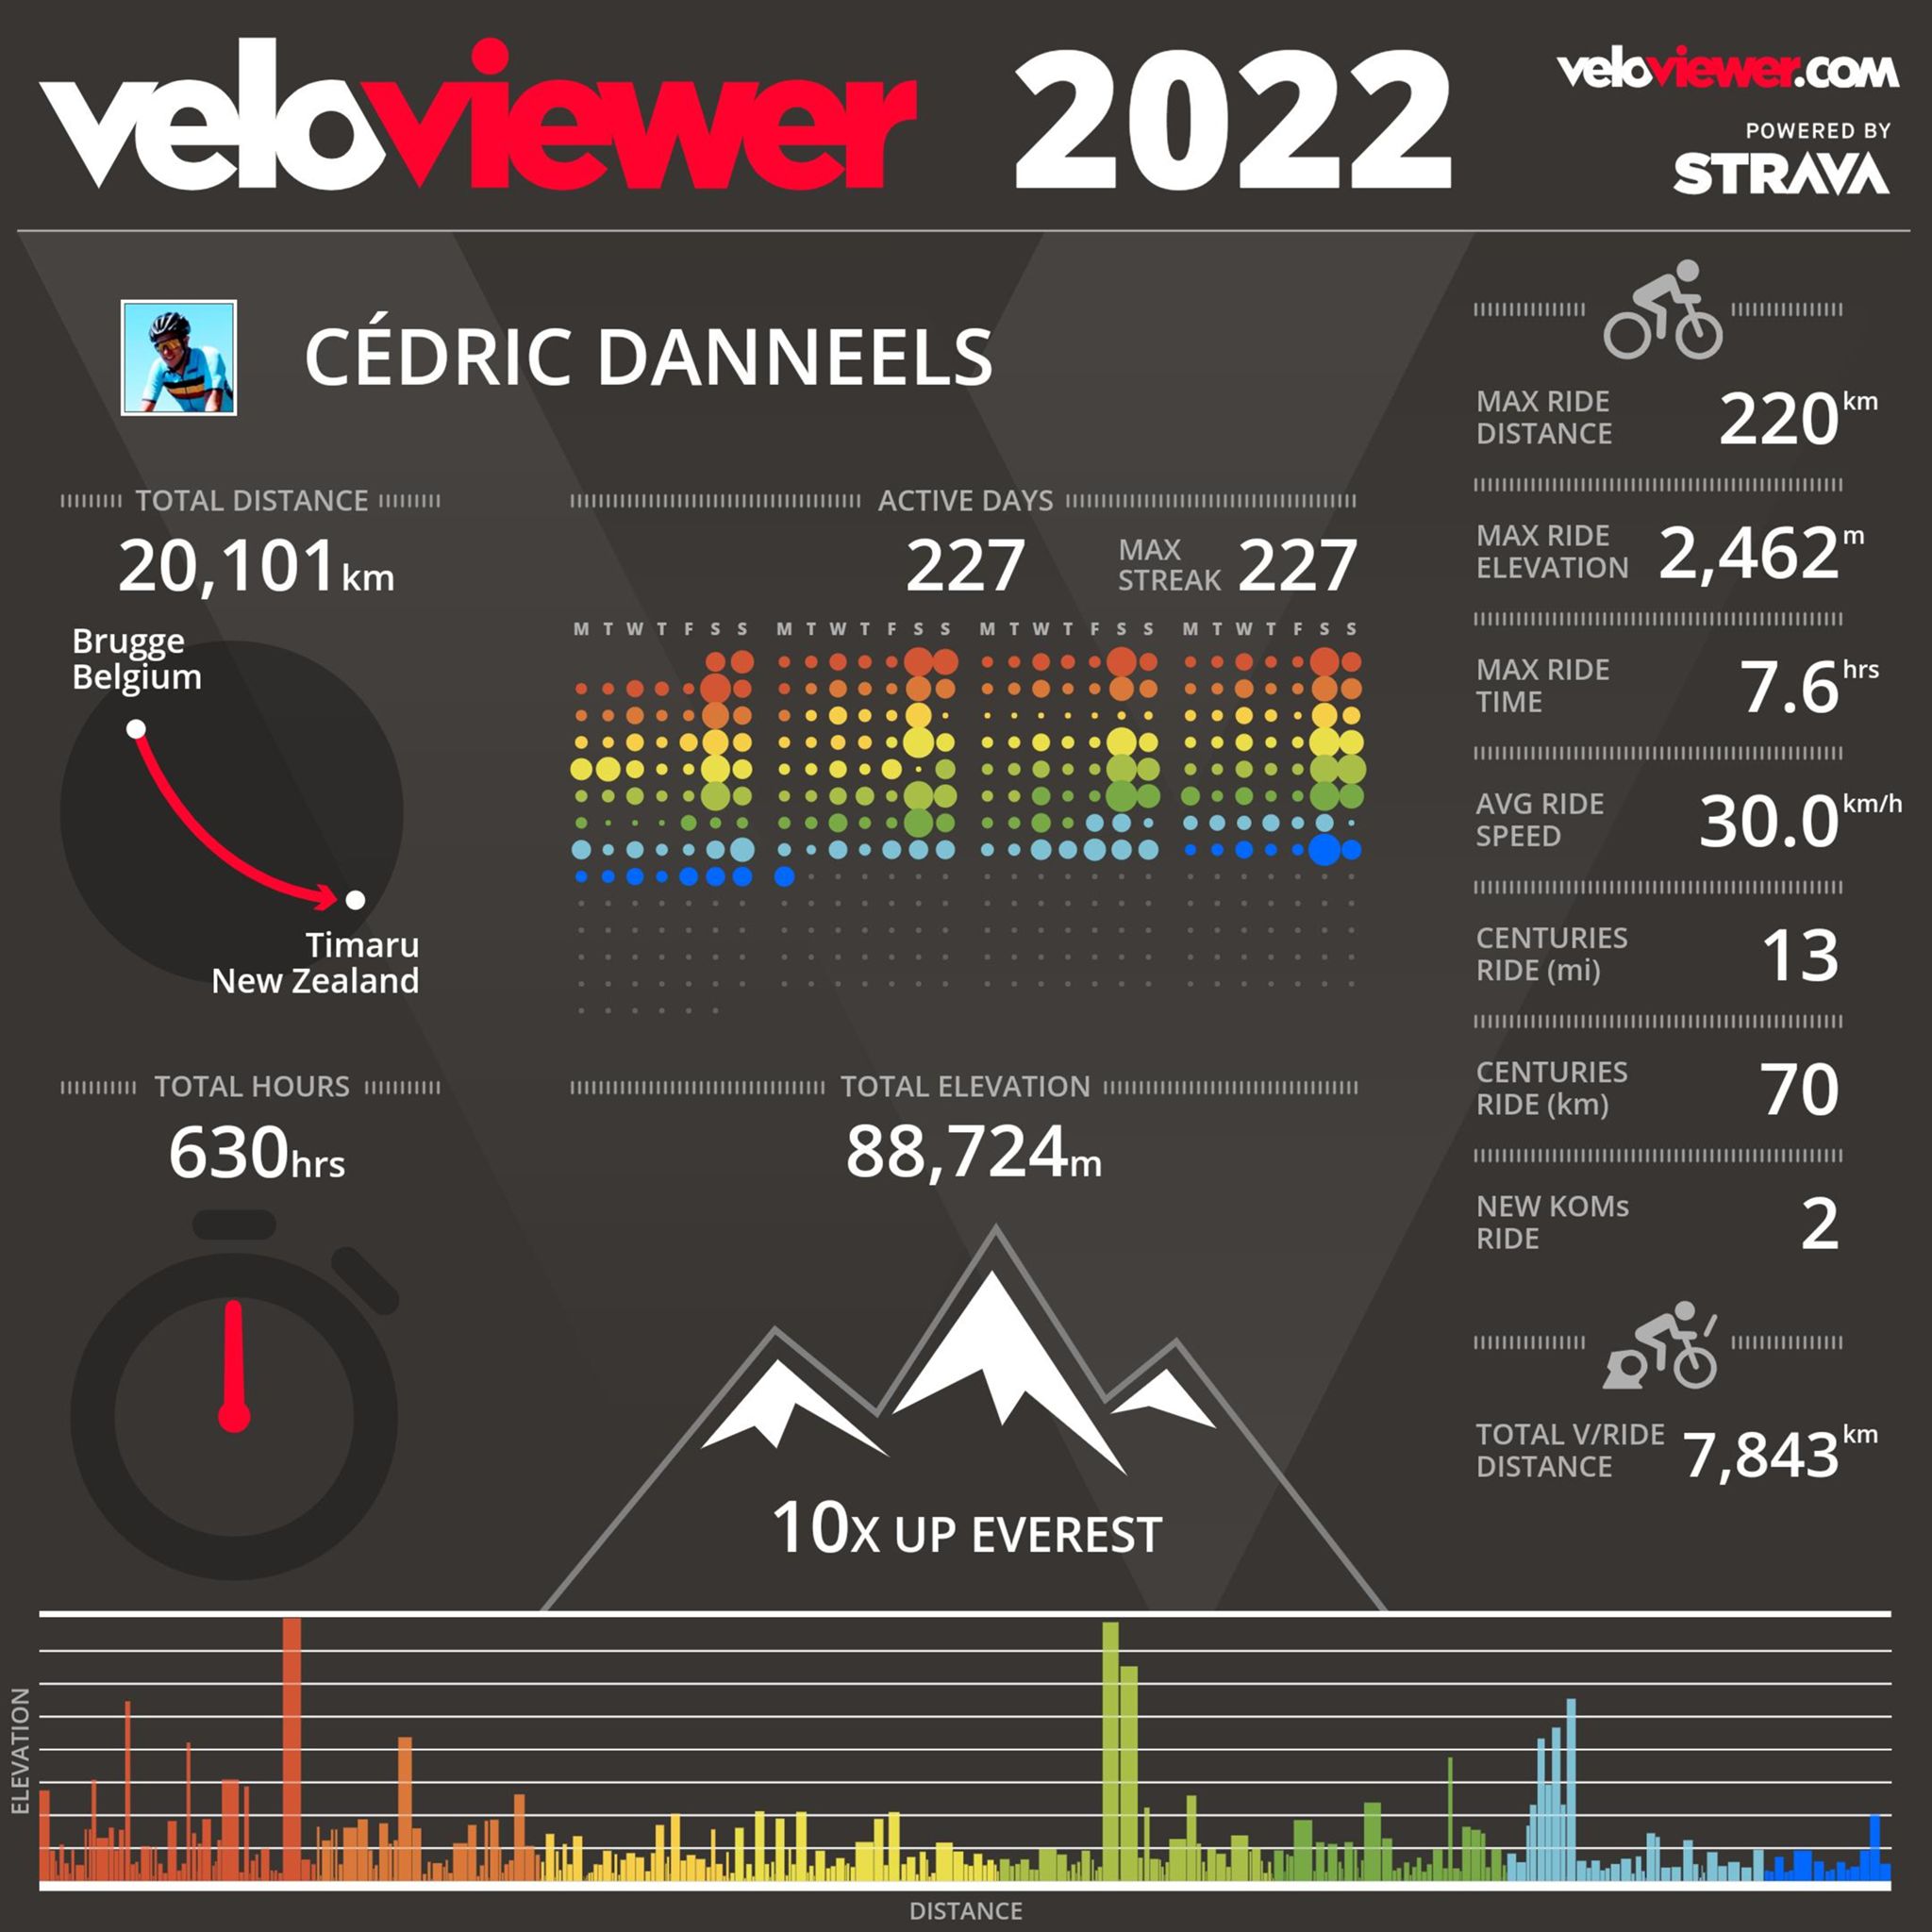 veloviewer 2022
veloviewer.com
POWERED BY
STRAVA
CÉDRIC DANNEELS
TOTAL DISTANCE
20,101km
Brugge
Belgium
Timaru
New Zealand
ACTIVE DAYS
227
MAX
STREAK
227
M T W T F S S M T W T F S S M T W T F S S M T W T F S S
TOTAL HOURS
630hrs
TOTAL ELEVATION
88,724m
10X UP EVEREST
MAX RIDE
DISTANCE
220km
MAX RIDE
ELEVATION
2,462m
MAX RIDE
TIME
7.6hrs
AVG RIDE
SPEED
30.0km/h
CENTURIES
RIDE (mi)
13
CENTURIES
RIDE (km)
70
NEW KOMs
RIDE
2
TOTAL V/RIDE
DISTANCE
7,843km
ELEVATION
DISTANCE